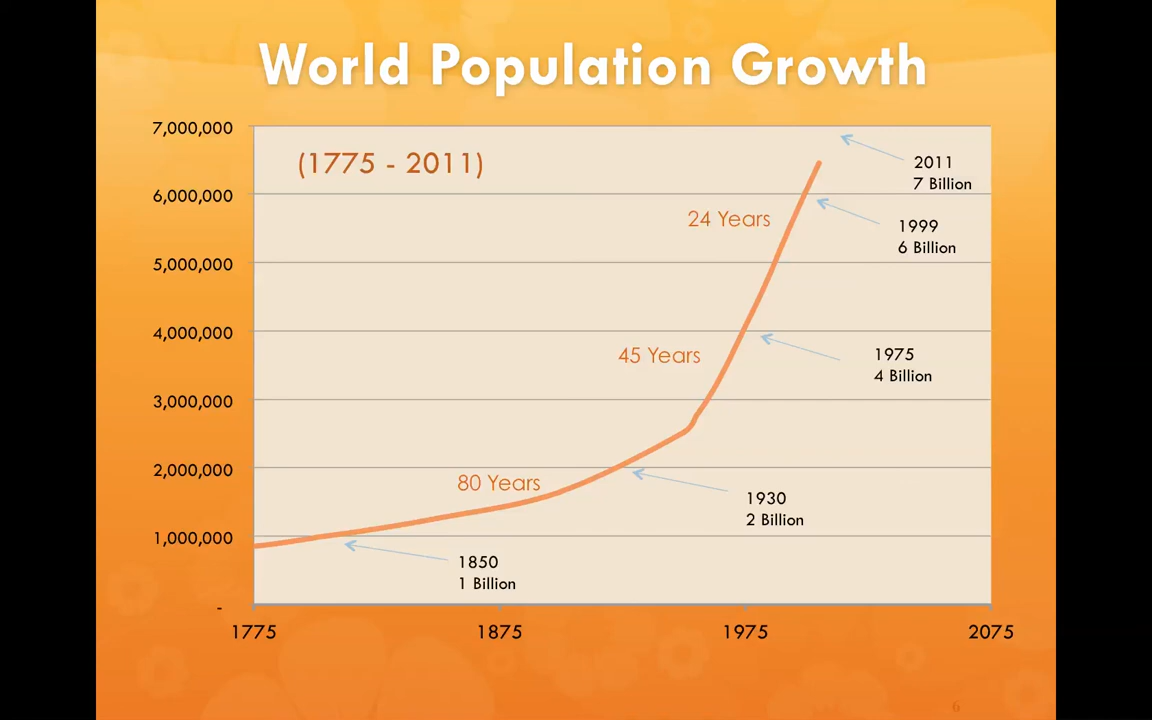 World Population Growth
(1775 - 2011)
7,000,000
6,000,000
5,000,000
4,000,000
3,000,000
2,000,000
1,000,000
-
1775
1875
1975
2075
24 Years
45 Years
80 Years
2011
7 Billion
1999
6 Billion
1975
4 Billion
1930
2 Billion
1850
1 Billion
6